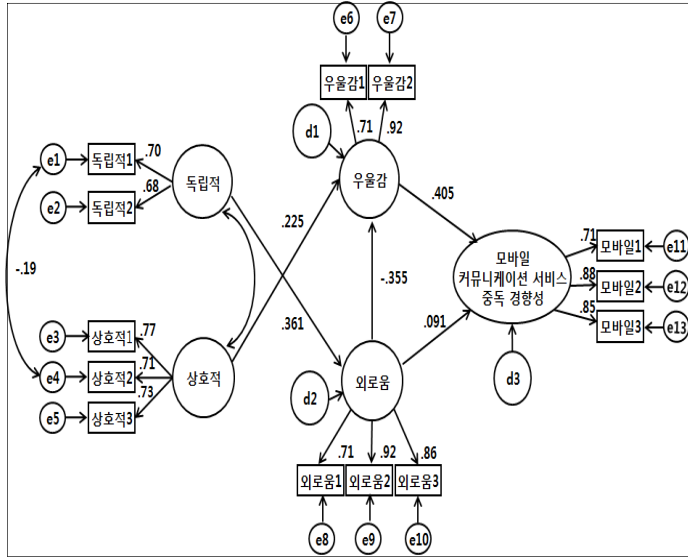 e6 e7
우울감1 우울감2
d1 .71 .92
e1 독립적1 .70
독립적 우울감
e2 독립적2 .68
.405
.225
-.19
-.355
모바일
커뮤니케이션 서비스
중독 경향성
.71 모바일1 e11
.88 모바일2 e12
.85 모바일3 e13
.361 .091
e3 상호적1 .77
e4 상호적2 .71
상호적 외로움
e5 상호적3 .73
d2 d3
.71 .92 .86
외로움1 외로움2 외로움3
e8 e9 e10